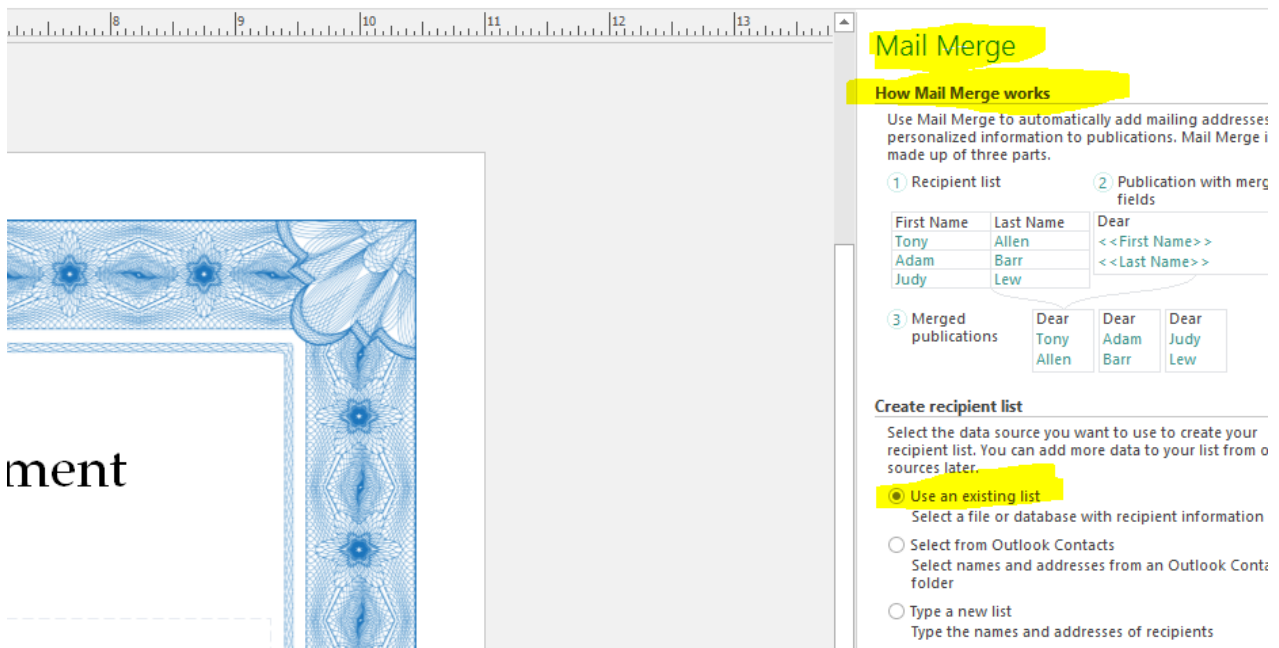 8 9 10 11 12 13
Mail Merge
How Mail Merge works
Use Mail Merge to automatically add mailing addresses
personalized information to publications. Mail Merge i
made up of three parts.
1 Recipient list
2 Publication with merg
fields
First Name Last Name
Tony Allen
Adam Barr
Judy Lew
Dear
<<First Name>>
<<Last Name>>
3 Merged
publications
Dear Dear Dear
Tony Adam Judy
Allen Barr Lew
ment
Create recipient list
Select the data source you want to use to create your
recipient list. You can add more data to your list from o
sources later.
Use an existing list
Select a file or database with recipient information
Select from Outlook Contacts
Select names and addresses from an Outlook Conta
folder
Type a new list
Type the names and addresses of recipients